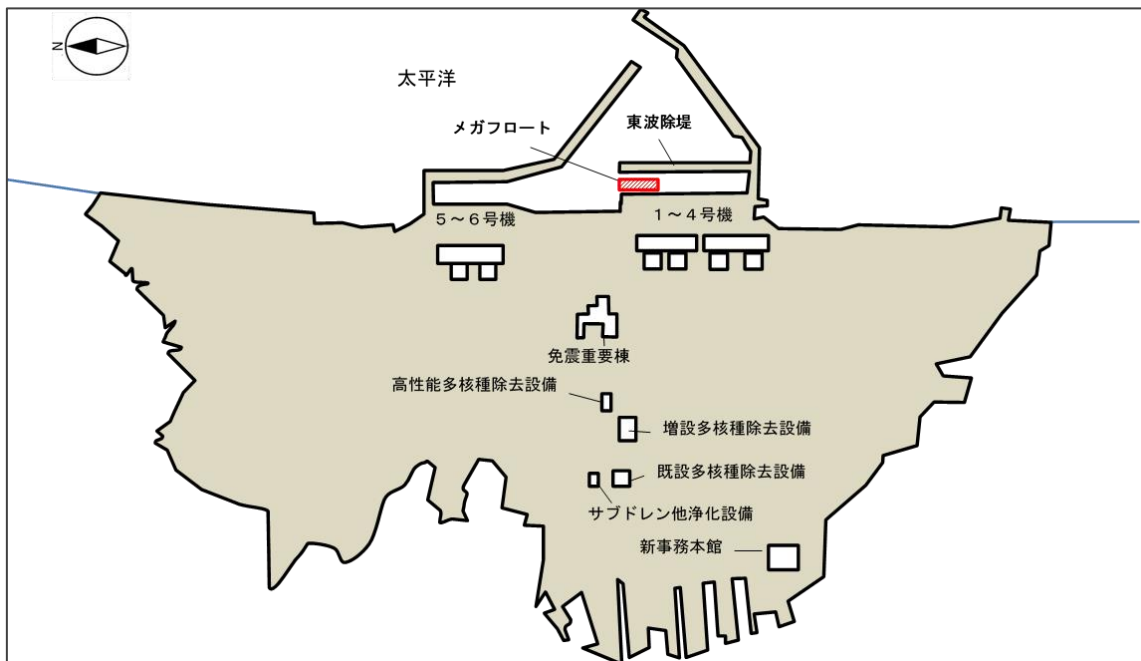 N
太平洋
メガフロート
東波除堤
5～6号機
1～4号機
免震重要棟
高性能多核種除去設備
増設多核種除去設備
既設多核種除去設備
サブドレン他浄化設備
新事務本館